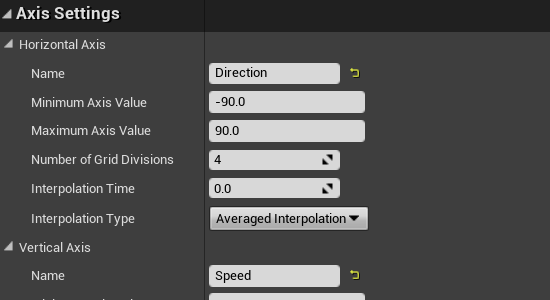 Axis Settings
Horizontal Axis
Name Direction
Minimum Axis Value -90.0
Maximum Axis Value 90.0
Number of Grid Divisions 4
Interpolation Time 0.0
Interpolation Type Averaged Interpolation
Vertical Axis
Name Speed